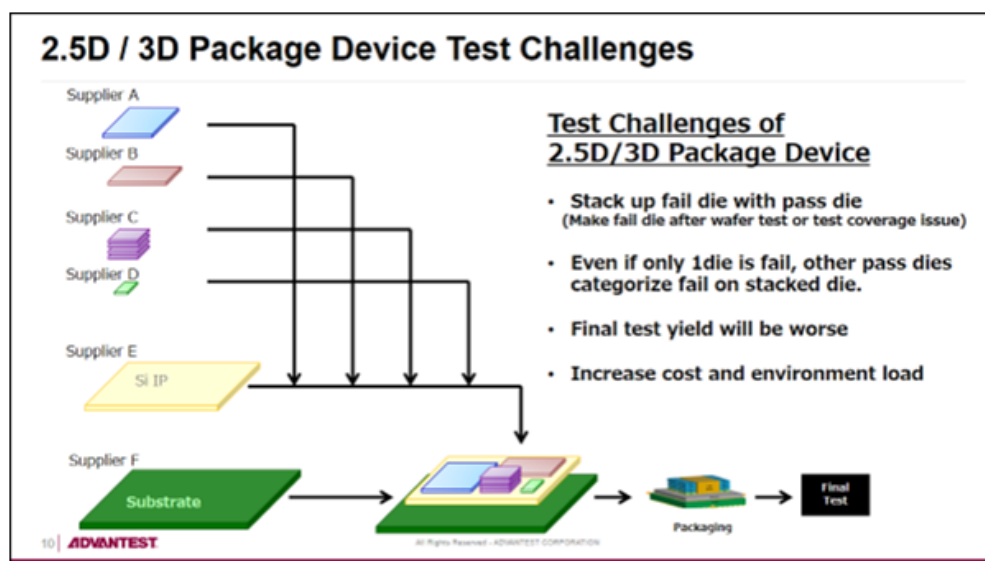 2.5D / 3D Package Device Test Challenges
Supplier A
Supplier B
Supplier C
Supplier D
Supplier E
Si IP
Supplier F
Substrate
Test Challenges of
2.5D/3D Package Device
• Stack up fail die with pass die
(Make fail die after wafer test or test coverage issue)
• Even if only 1die is fail, other pass dies
categorize fail on stacked die.
• Final test yield will be worse
• Increase cost and environment load
Packaging
Final
Test
10 | ADVANTEST
All Rights Reserved - ADVANTEST CORPORATION